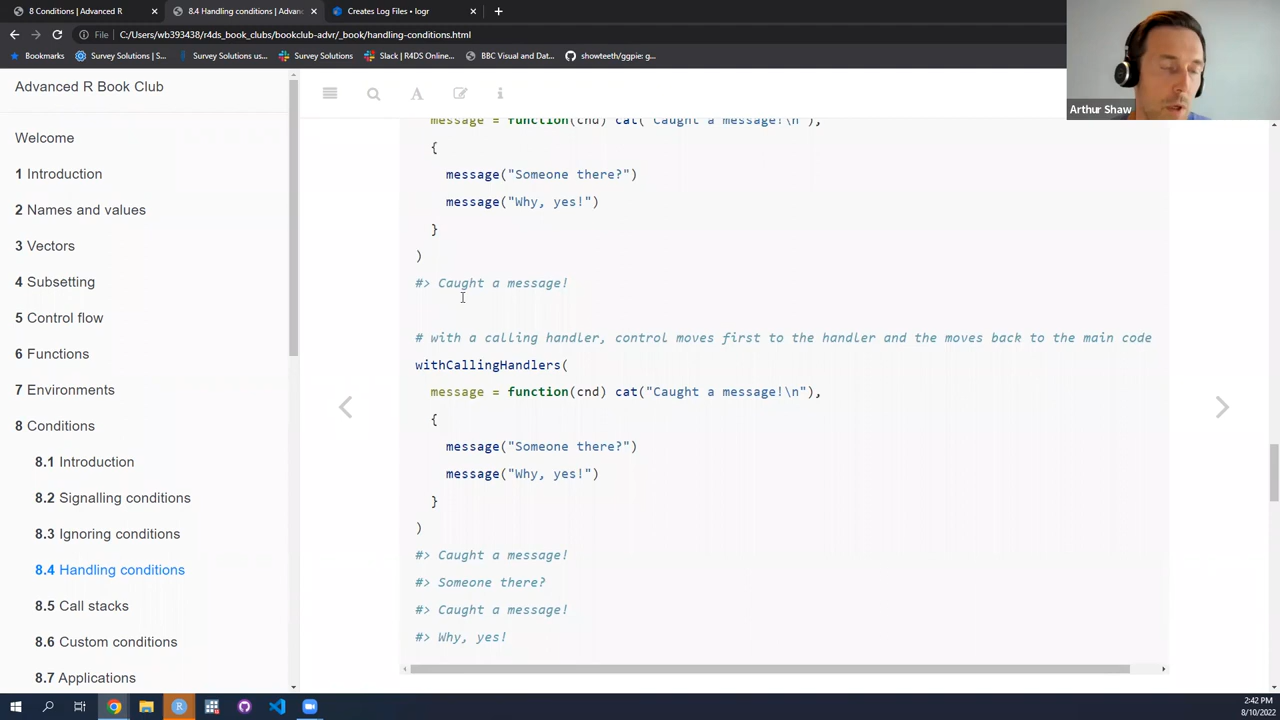 8 Conditions | Advanced R
8.4 Handling conditions | Advan
Creates Log Files • logr
File
C:/Users/wb393438/r4ds_book_clubs/bookclub-advr/_book/handling-conditions.html
Bookmarks
Survey Solutions | S...
Survey Solutions us...
Survey Solutions
Slack | R4DS Online...
BBC Visual and Dat...
showteeth/ggpie: g...
Arthur Shaw
Advanced R Book Club
Welcome
1 Introduction
2 Names and values
3 Vectors
4 Subsetting
5 Control flow
6 Functions
7 Environments
8 Conditions
8.1 Introduction
8.2 Signalling conditions
8.3 Ignoring conditions
8.4 Handling conditions
8.5 Call stacks
8.6 Custom conditions
8.7 Applications
message = function(cnd) cat("Caught a message!\n"),
{
message("Someone there?")
message("Why, yes!")
}
)
#> Caught a message!
# with a calling handler, control moves first to the handler and the moves back to the main code
withCallingHandlers(
message = function(cnd) cat("Caught a message!\n"),
{
message("Someone there?")
message("Why, yes!")
}
)
#> Caught a message!
#> Someone there?
#> Caught a message!
#> Why, yes!
2:42 PM
8/10/2022